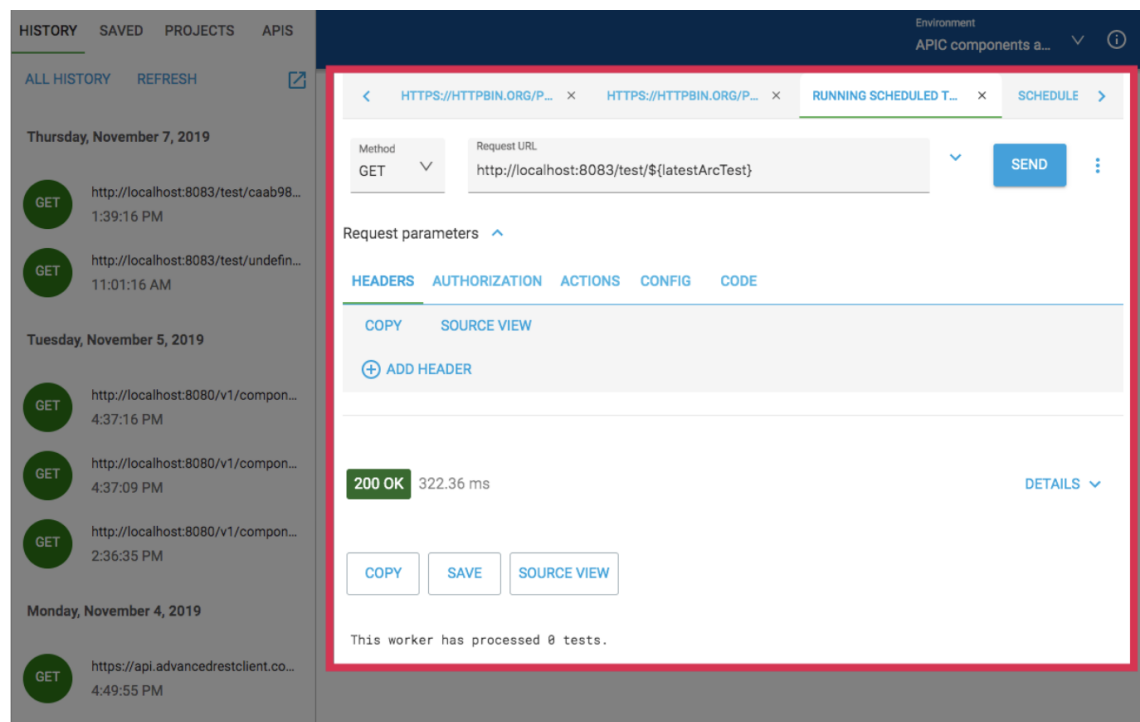 HISTORY SAVED PROJECTS APIS
Environment
APIC components a...
ALL HISTORY REFRESH
Thursday, November 7, 2019
GET http://localhost:8083/test/caab98...
1:39:16 PM
GET http://localhost:8083/test/undefin...
11:01:16 AM
Tuesday, November 5, 2019
GET http://localhost:8080/v1/compon...
4:37:16 PM
GET http://localhost:8080/v1/compon...
4:37:09 PM
GET http://localhost:8080/v1/compon...
2:36:35 PM
Monday, November 4, 2019
GET https://api.advancedrestclient.co...
4:49:55 PM
HTTPS://HTTPBIN.ORG/P... × HTTPS://HTTPBIN.ORG/P... × RUNNING SCHEDULED T... × SCHEDULE
Method
GET
Request URL
http://localhost:8083/test/${latestArcTest}
SEND
Request parameters
HEADERS AUTHORIZATION ACTIONS CONFIG CODE
COPY SOURCE VIEW
ADD HEADER
200 OK 322.36 ms DETAILS
COPY SAVE SOURCE VIEW
This worker has processed 0 tests.